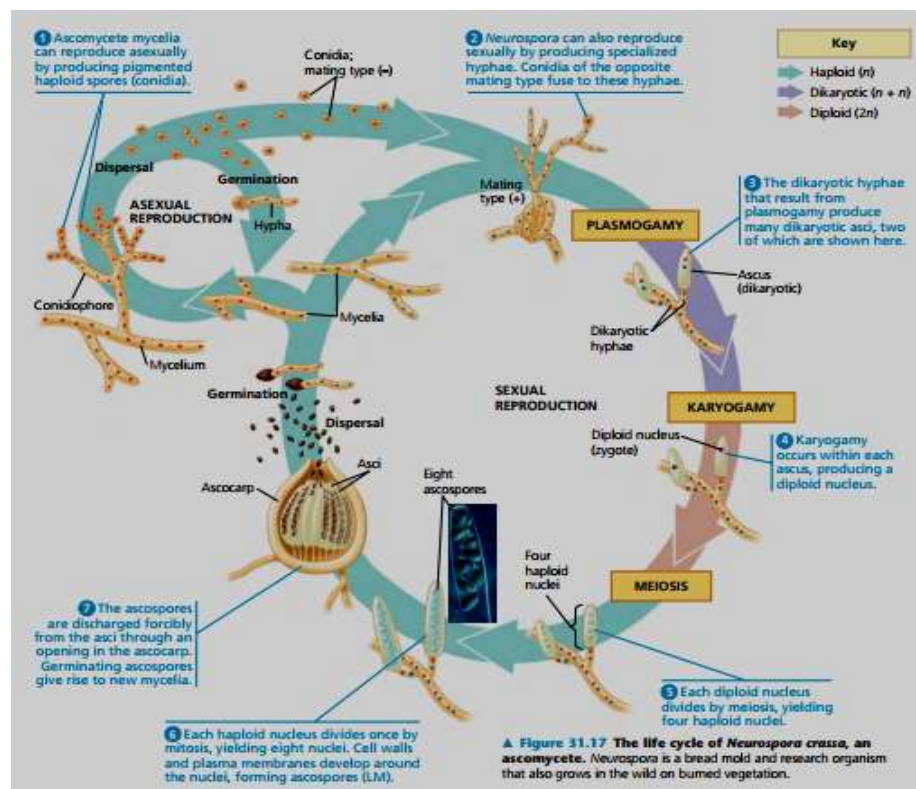 1 Ascomycete mycelia
can reproduce asexually
by producing pigmented
haploid spores (conidia).
Conidia;
mating type (–)
2 Neurospora can also reproduce
sexually by producing specialized
hyphae. Conidia of the opposite
mating type fuse to these hyphae.
Key
Haploid (n)
Dikaryotic (n + n)
Diploid (2n)
Dispersal
Germination
ASEXUAL
REPRODUCTION
Hypha
Mating
type (+)
PLASMOGAMY
3 The dikaryotic hyphae
that result from
plasmogamy produce
many dikaryotic asci, two
of which are shown here.
Ascus
(dikaryotic)
Conidiophore
Mycelia
Dikaryotic
hyphae
Mycelium
Germination
SEXUAL
REPRODUCTION
KARYOGAMY
Dispersal
Diploid nucleus
(zygote)
4 Karyogamy
occurs within each
ascus, producing a
diploid nucleus.
Asci
Ascocarp
Eight
ascospores
Four
haploid
nuclei
MEIOSIS
7 The ascospores
are discharged forcibly
from the asci through an
opening in the ascocarp.
Germinating ascospores
give rise to new mycelia.
5 Each diploid nucleus
divides by meiosis, yielding
four haploid nuclei.
6 Each haploid nucleus divides once by
mitosis, yielding eight nuclei. Cell walls
and plasma membranes develop around
the nuclei, forming ascospores (LM).
▲ Figure 31.17 The life cycle of Neurospora crassa, an
ascomycete. Neurospora is a bread mold and research organism
that also grows in the wild on burned vegetation.